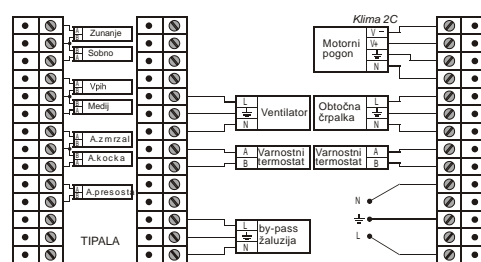 Klima 2C
A
B
Zunanje
A
B
Sobno
A
B
Vpih
A
B
Medij
A
B
A.zmrzal
A
B
A.kocka
A
B
A.presosta
TIPALA
L
N
Ventilator
A
B
Varnostni
termostat
L
N
by-pass
žaluzija
Motorni
pogon
V -
V+
N
Obtočna
črpalka
L
N
Varnostni
termostat
A
B
N
L